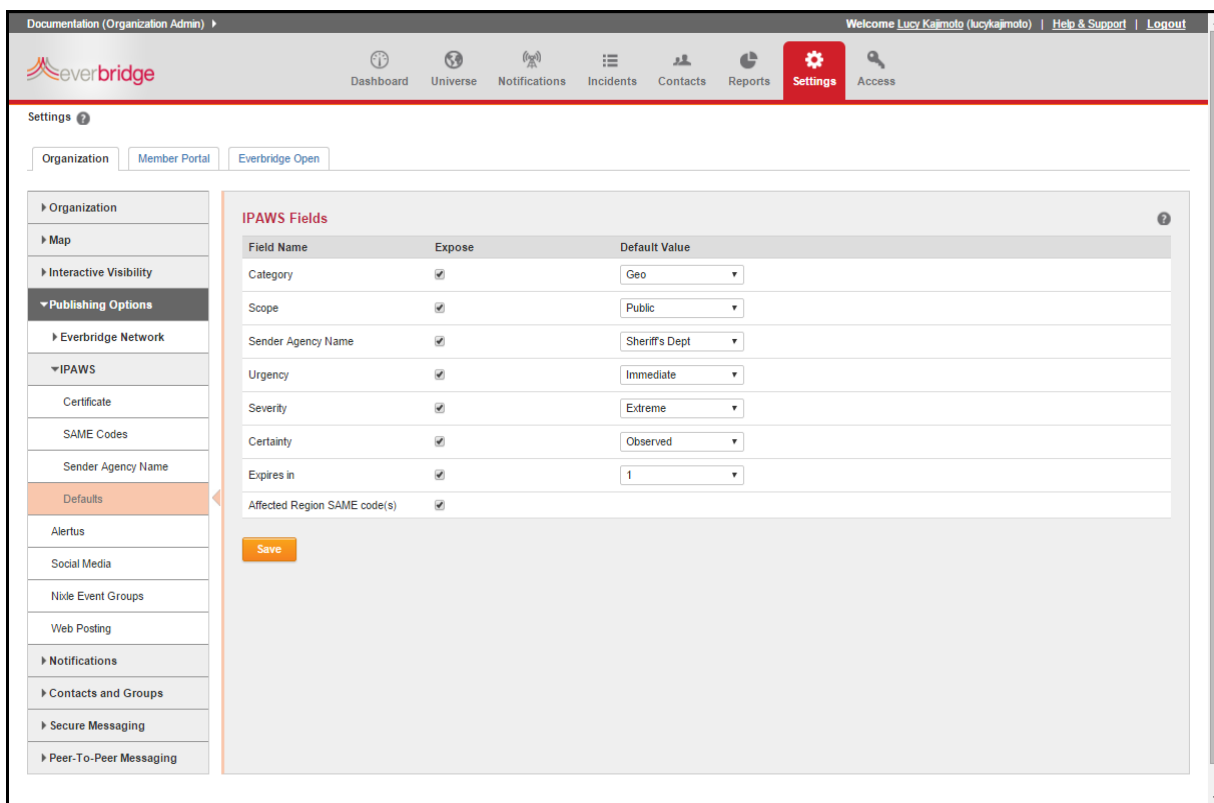 Documentation (Organization Admin)
Welcome Lucy Kajimoto (lucykajimoto) | Help & Support | Logout
everbridge
Dashboard Universe Notifications Incidents Contacts Reports Settings Access
Settings
Organization Member Portal Everbridge Open
Organization
Map
Interactive Visibility
Publishing Options
Everbridge Network
IPAWS
Certificate
SAME Codes
Sender Agency Name
Defaults
Alertus
Social Media
Nixle Event Groups
Web Posting
Notifications
Contacts and Groups
Secure Messaging
Peer-To-Peer Messaging
IPAWS Fields
Field Name Expose Default Value
Category Geo
Scope Public
Sender Agency Name Sheriff's Dept
Urgency Immediate
Severity Extreme
Certainty Observed
Expires in 1
Affected Region SAME code(s)
Save